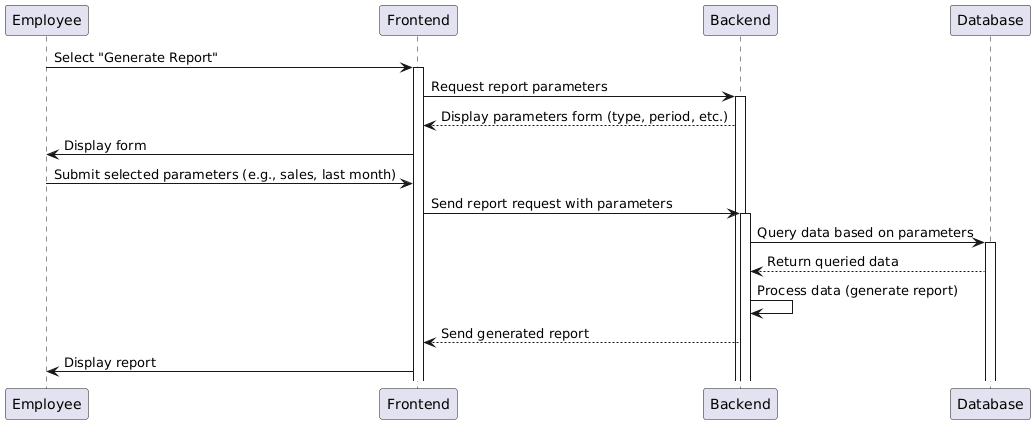 Employee Frontend Backend Database
Select "Generate Report"
Request report parameters
Display parameters form (type, period, etc.)
Display form
Submit selected parameters (e.g., sales, last month)
Send report request with parameters
Query data based on parameters
Return queried data
Process data (generate report)
Send generated report
Display report
Employee Frontend Backend Database